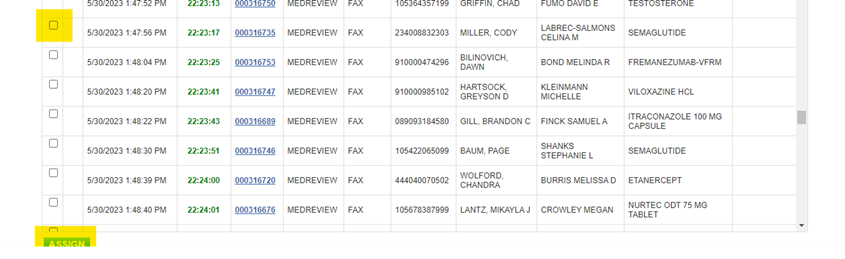 5/30/2023 1:47:52 PM 22:23:13 000316750 MEDREVIEW FAX 105364357199 GRIFFIN, CHAD FUMO DAVID E TESTOSTERONE
5/30/2023 1:47:56 PM 22:23:17 000316735 MEDREVIEW FAX 234008832303 MILLER, CODY LABREC-SALMONS SEMAGLUTIDE
CELINA M
5/30/2023 1:48:04 PM 22:23:25 000316753 MEDREVIEW FAX 910000474296 BILINOVICH, BOND MELINDA R FREMANEZUMAB-VFRM
DAWN
5/30/2023 1:48:20 PM 22:23:41 000316747 MEDREVIEW FAX 910000985102 HARTSOCK, KLEINMANN VILOXAZINE HCL
GREYSON D MICHELLE
5/30/2023 1:48:22 PM 22:23:43 000316689 MEDREVIEW FAX 089093184580 GILL, BRANDON C FINCK SAMUEL A ITRACONAZOLE 100 MG
CAPSULE
5/30/2023 1:48:30 PM 22:23:51 000316746 MEDREVIEW FAX 105422065099 BAUM, PAGE SHANKS SEMAGLUTIDE
STEPHANIE L
5/30/2023 1:48:39 PM 22:24:00 000316720 MEDREVIEW FAX 444040070502 WOLFORD, BURRIS MELISSA D ETANERCEPT
CHANDRA
5/30/2023 1:48:40 PM 22:24:01 000316676 MEDREVIEW FAX 105678387999 LANTZ, MIKAYLA J CROWLEY MEGAN NURTEC ODT 75 MG
TABLET
ASSIGN